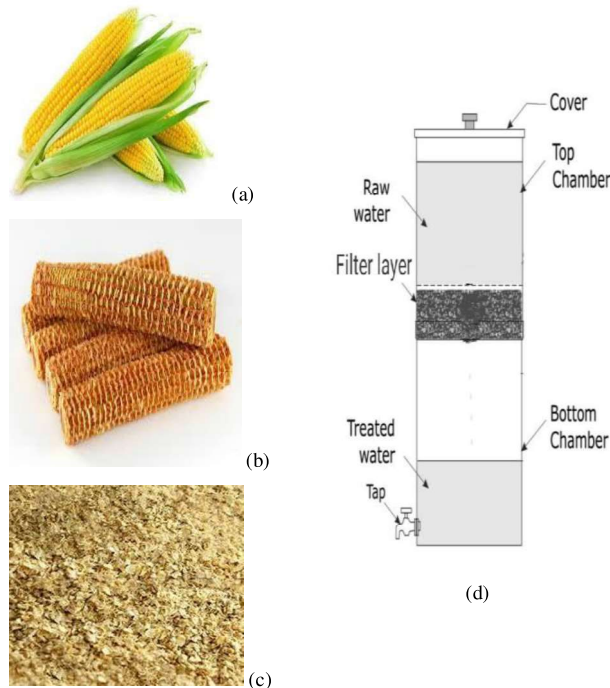 (a)
(b)
(c)
Cover
Top
Chamber
Raw
water
Filter layer
Bottom
Chamber
Treated
water
Tap
(d)